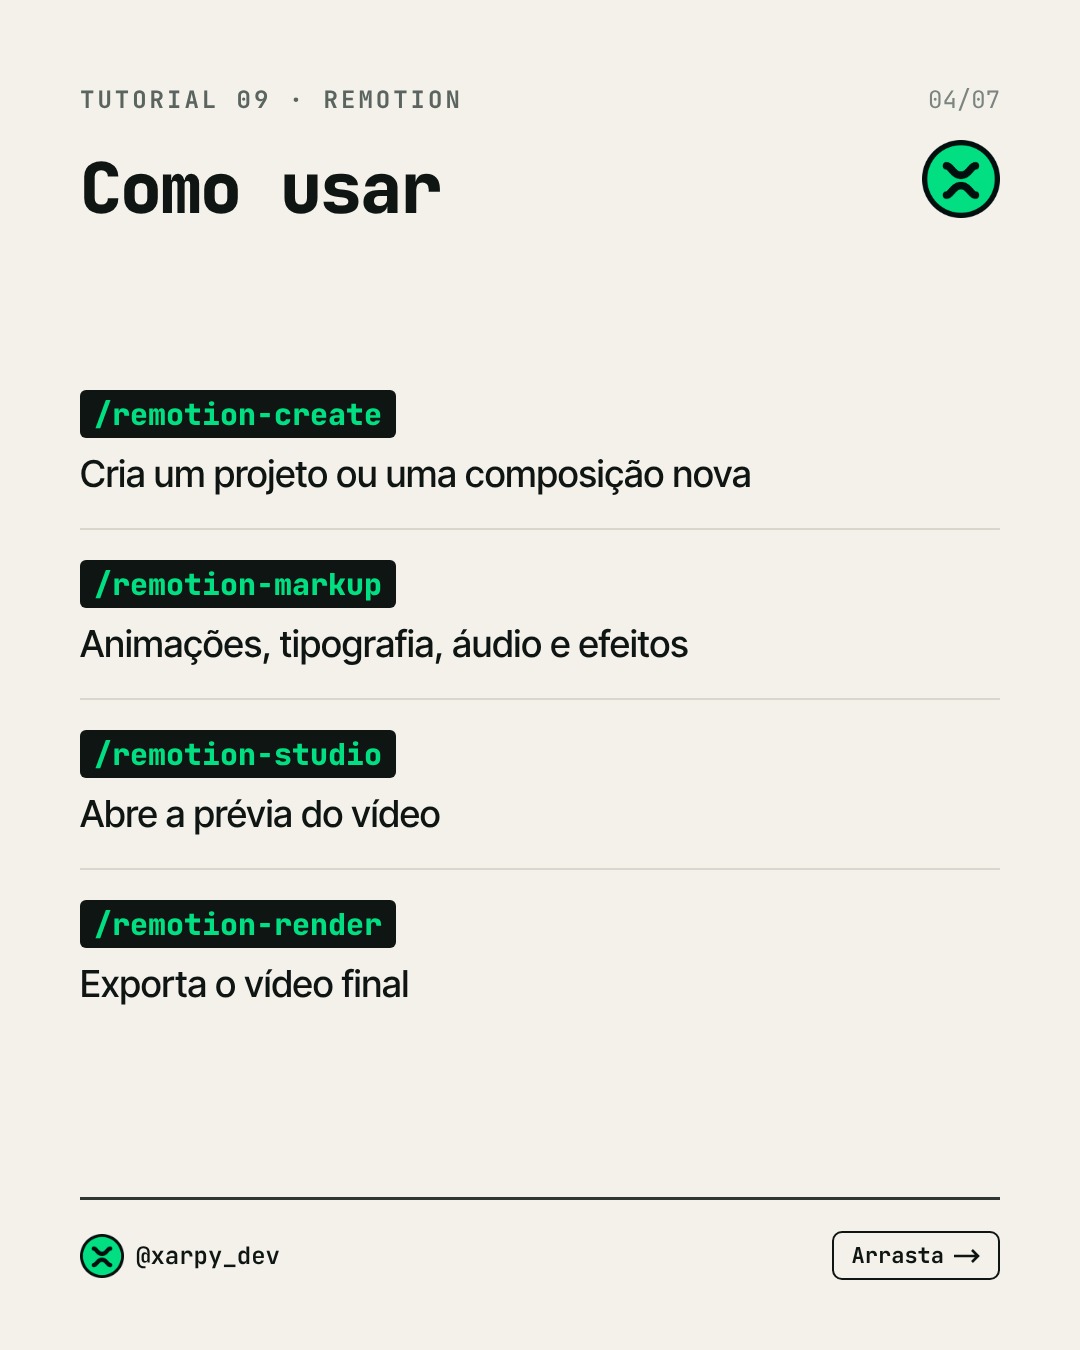 TUTORIAL 09 · REMOTION
04/07
Como usar
/remotion-create
Cria um projeto ou uma composição nova
/remotion-markup
Animações, tipografia, áudio e efeitos
/remotion-studio
Abre a prévia do vídeo
/remotion-render
Exporta o vídeo final
@xarpy_dev
Arrasta →